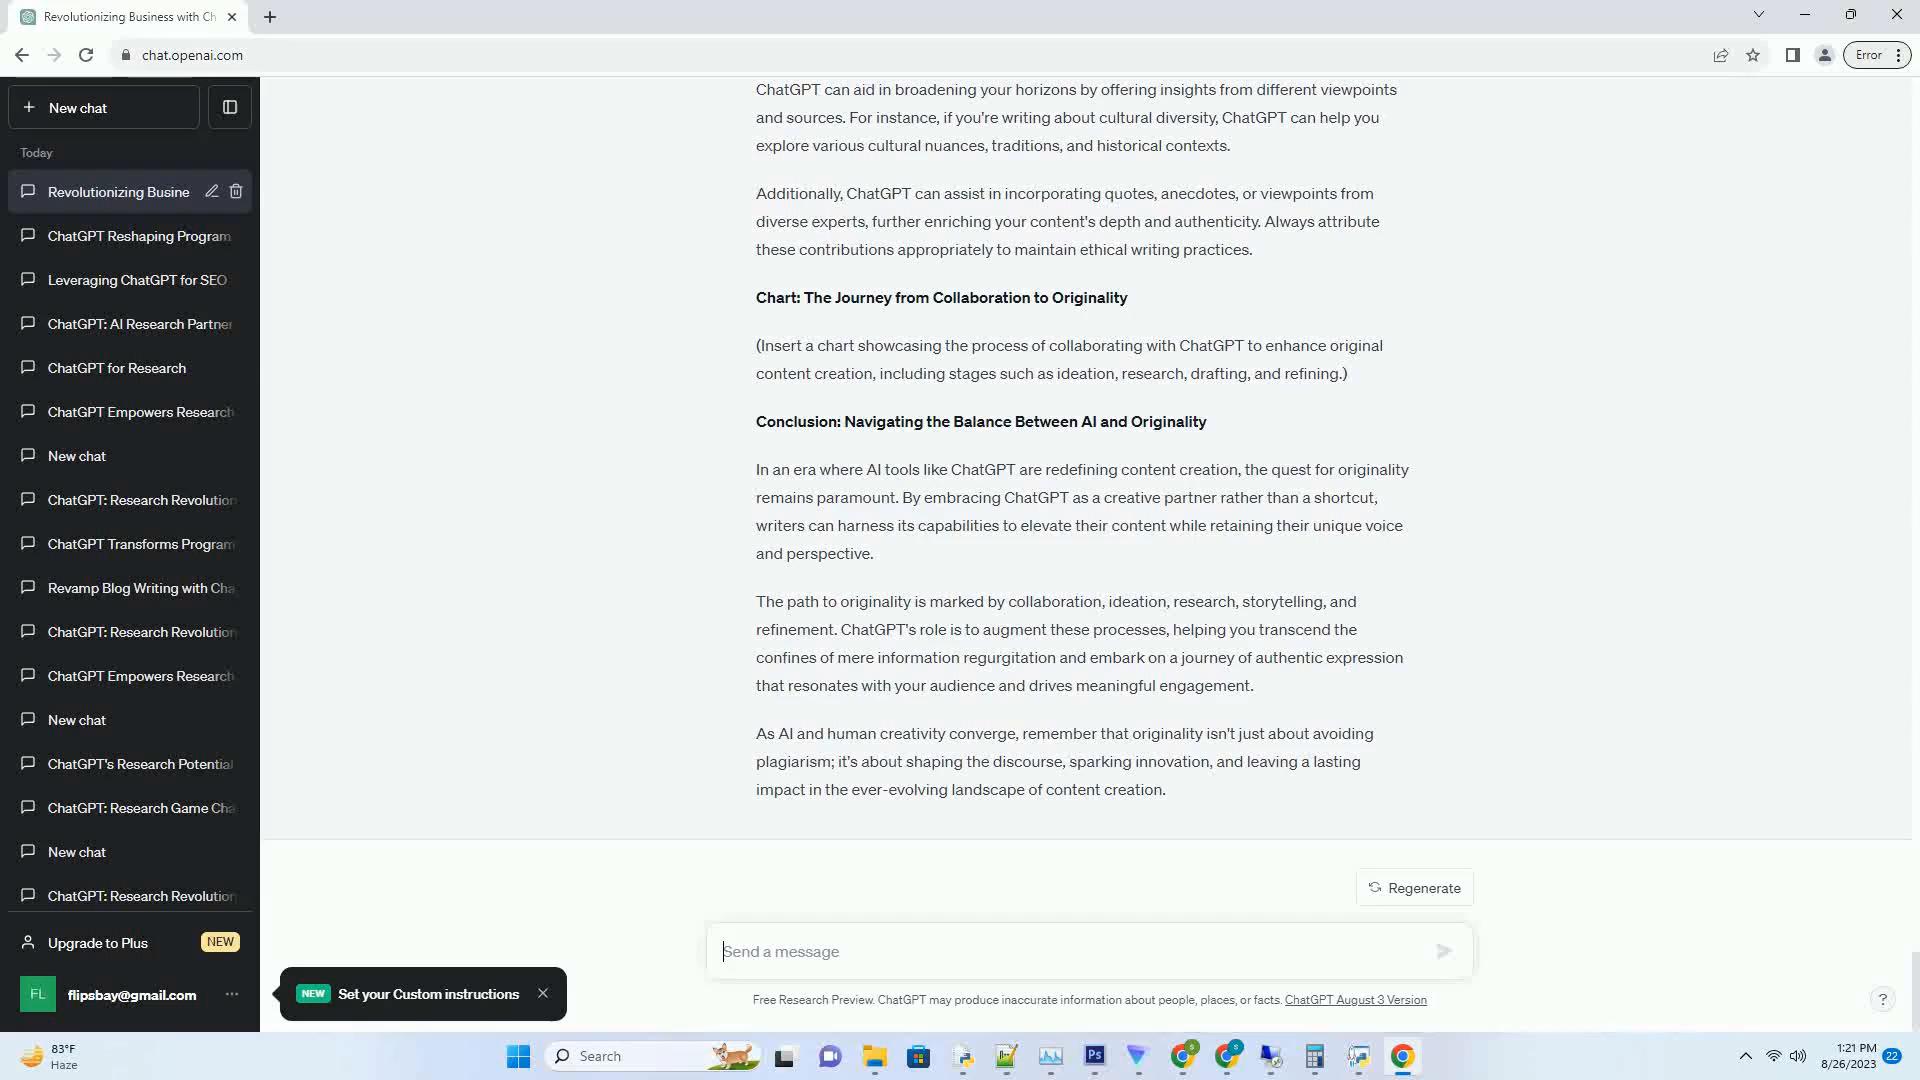 Revolutionizing Business with Ch
chat.openai.com
Error
New chat
Today
Revolutionizing Busine
ChatGPT Reshaping Program
Leveraging ChatGPT for SEO
ChatGPT: AI Research Partner
ChatGPT for Research
ChatGPT Empowers Research
New chat
ChatGPT: Research Revolution
ChatGPT Transforms Program
Revamp Blog Writing with Cha
ChatGPT: Research Revolution
ChatGPT Empowers Research
New chat
ChatGPT's Research Potential
ChatGPT: Research Game Cha
New chat
ChatGPT: Research Revolution
Upgrade to Plus NEW
FL flipsbay@gmail.com
ChatGPT can aid in broadening your horizons by offering insights from different viewpoints
and sources. For instance, if you're writing about cultural diversity, ChatGPT can help you
explore various cultural nuances, traditions, and historical contexts.
Additionally, ChatGPT can assist in incorporating quotes, anecdotes, or viewpoints from
diverse experts, further enriching your content's depth and authenticity. Always attribute
these contributions appropriately to maintain ethical writing practices.
Chart: The Journey from Collaboration to Originality
(Insert a chart showcasing the process of collaborating with ChatGPT to enhance original
content creation, including stages such as ideation, research, drafting, and refining.)
Conclusion: Navigating the Balance Between AI and Originality
In an era where AI tools like ChatGPT are redefining content creation, the quest for originality
remains paramount. By embracing ChatGPT as a creative partner rather than a shortcut,
writers can harness its capabilities to elevate their content while retaining their unique voice
and perspective.
The path to originality is marked by collaboration, ideation, research, storytelling, and
refinement. ChatGPT's role is to augment these processes, helping you transcend the
confines of mere information regurgitation and embark on a journey of authentic expression
that resonates with your audience and drives meaningful engagement.
As AI and human creativity converge, remember that originality isn't just about avoiding
plagiarism; it's about shaping the discourse, sparking innovation, and leaving a lasting
impact in the ever-evolving landscape of content creation.
Regenerate
Send a message
NEW Set your Custom instructions
Free Research Preview. ChatGPT may produce inaccurate information about people, places, or facts. ChatGPT August 3 Version
?
83°F
Haze
Search
Ps
1:21 PM
8/26/2023
22